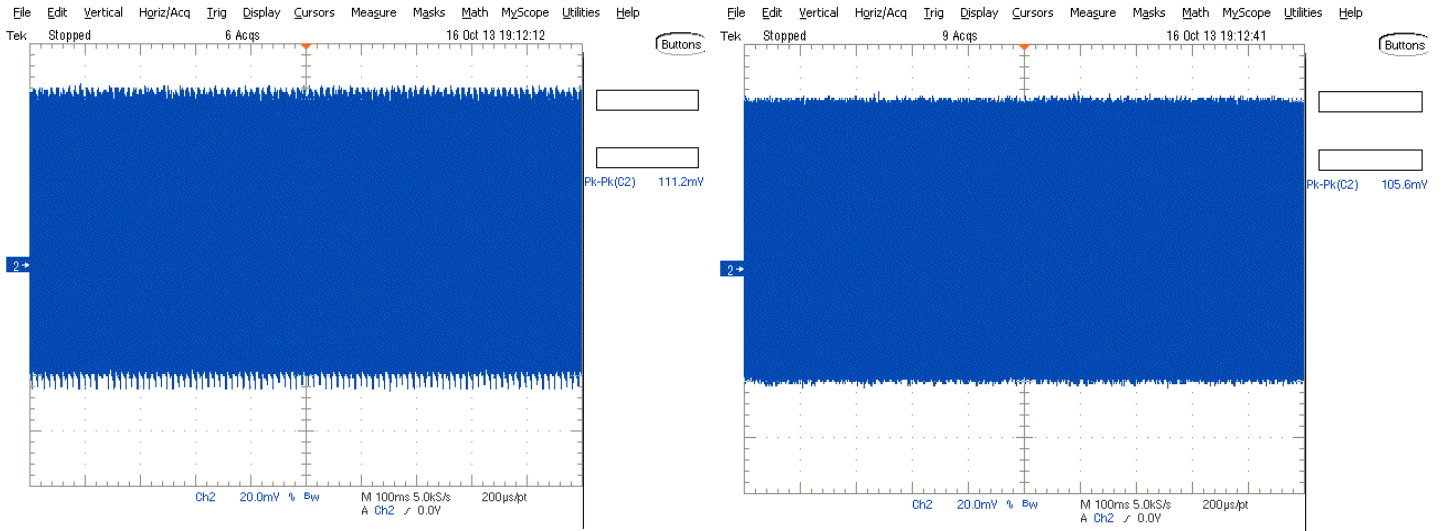 File Edit Vertical Horiz/Acq Trig Display Cursors Measure Masks Math MyScope Utilities Help
Tek Stopped 6 Acqs 16 Oct 13 19:12:12
Buttons
2
Pk-Pk(C2) 111.2mV
Ch2 20.0mV % Bw M 100ms 5.0kS/s 200µs/pt
A Ch2 / 0.0V
File Edit Vertical Horiz/Acq Trig Display Cursors Measure Masks Math MyScope Utilities Help
Tek Stopped 9 Acqs 16 Oct 13 19:12:41
Buttons
2
Pk-Pk(C2) 105.6mV
Ch2 20.0mV % Bw M 100ms 5.0kS/s 200µs/pt
A Ch2 / 0.0V